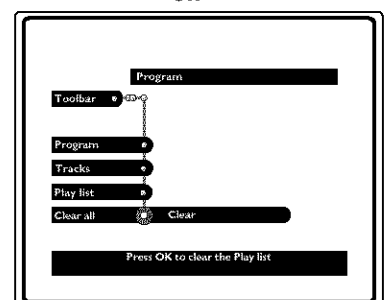 Program
Toolbar
Program
Tracks
Play list
Clear all Clear
Press OK to clear the Play list